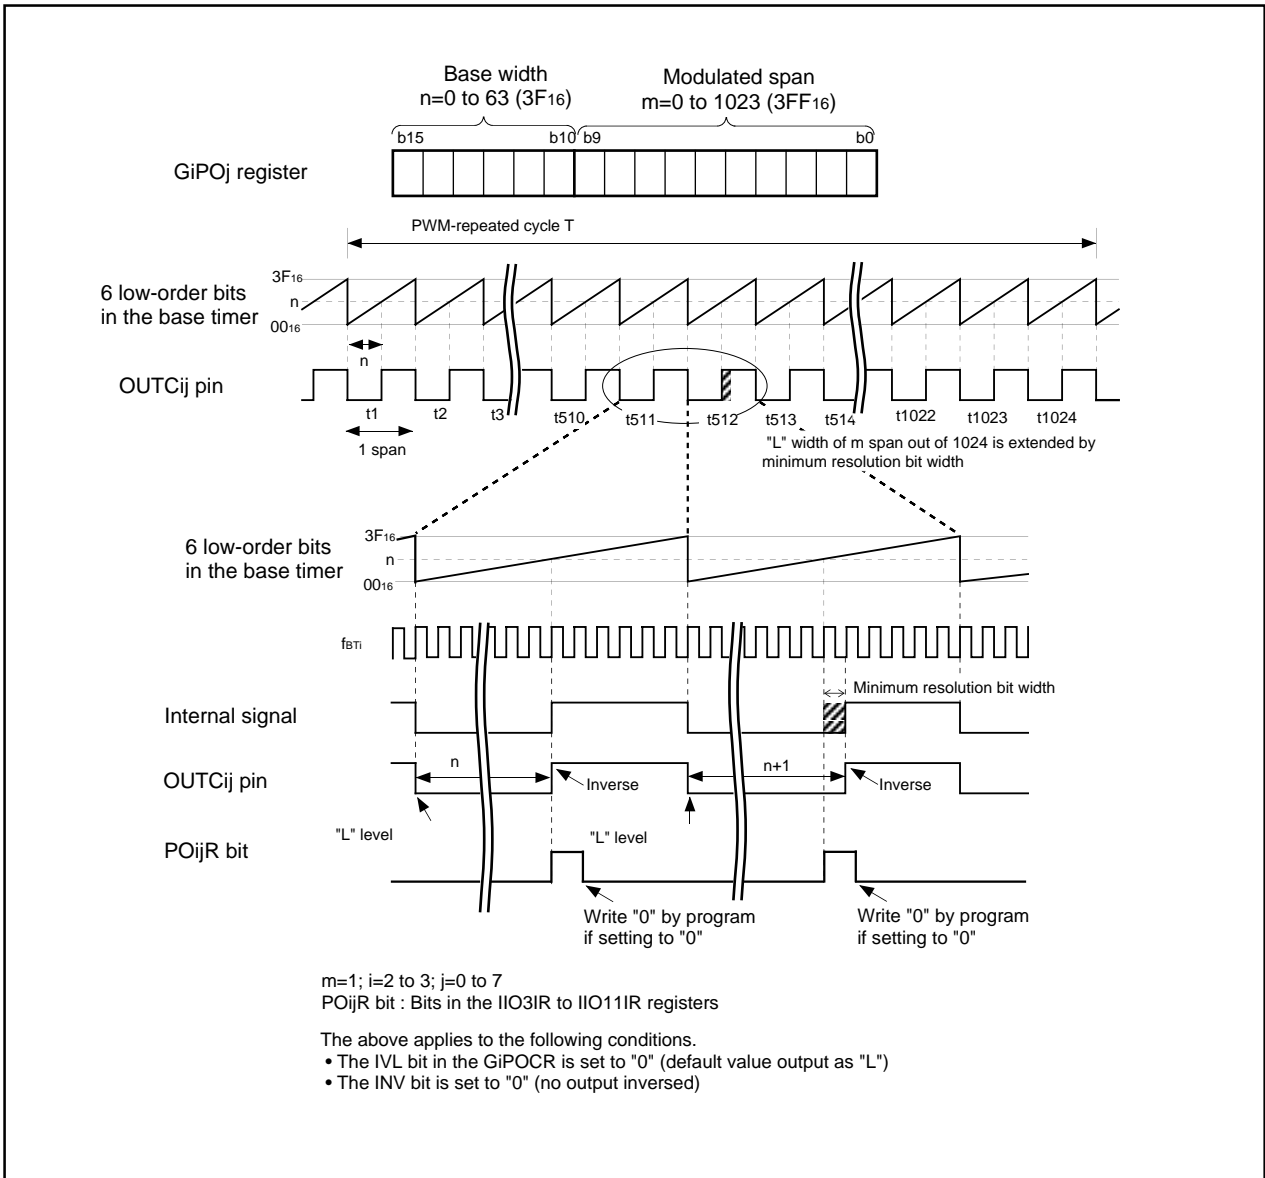 Base width
n=0 to 63 (3F16)
Modulated span
m=0 to 1023 (3FF16)
b15
b10
b9
b0
GiPOj register
PWM-repeated cycle T
6 low-order bits
in the base timer
3F16
n
0016
n
OUTCij pin
t1
t2
t3
t510
t511
t512
t513
t514
t1022
t1023
t1024
1 span
"L" width of m span out of 1024 is extended by
minimum resolution bit width
6 low-order bits
in the base timer
3F16
n
0016
fBTi
Minimum resolution bit width
Internal signal
OUTCij pin
n
Inverse
n+1
Inverse
"L" level
"L" level
POijR bit
Write "0" by program
if setting to "0"
Write "0" by program
if setting to "0"
m=1; i=2 to 3; j=0 to 7
POijR bit : Bits in the IIO3IR to IIO11IR registers
The above applies to the following conditions.
• The IVL bit in the GiPOCR is set to "0" (default value output as "L")
• The INV bit is set to "0" (no output inversed)